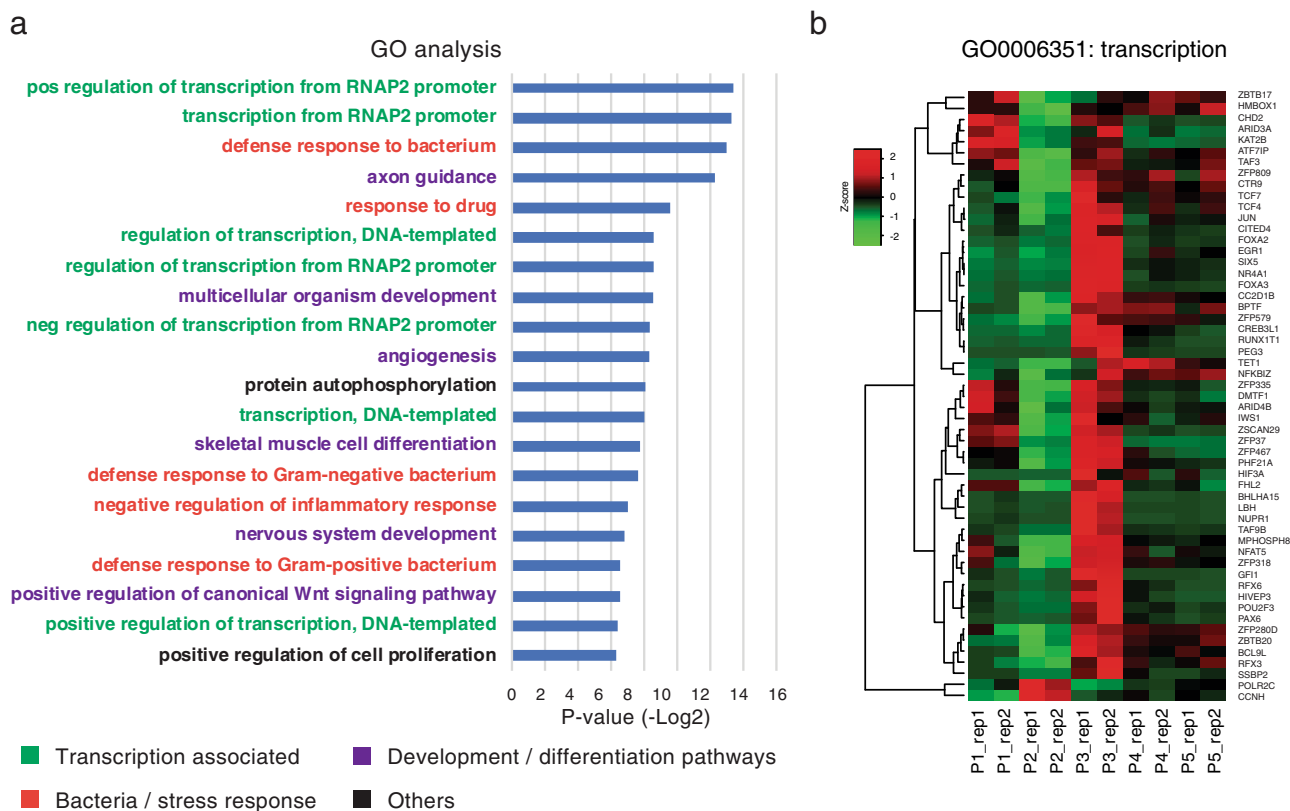 a
GO analysis
pos regulation of transcription from RNAP2 promoter
transcription from RNAP2 promoter
defense response to bacterium
axon guidance
response to drug
regulation of transcription, DNA-templated
regulation of transcription from RNAP2 promoter
multicellular organism development
neg regulation of transcription from RNAP2 promoter
angiogenesis
protein autophosphorylation
transcription, DNA-templated
skeletal muscle cell differentiation
defense response to Gram-negative bacterium
negative regulation of inflammatory response
nervous system development
defense response to Gram-positive bacterium
positive regulation of canonical Wnt signaling pathway
positive regulation of transcription, DNA-templated
positive regulation of cell proliferation
0 2 4 6 8 10 12 14 16
P-value (-Log2)
Transcription associated
Development / differentiation pathways
Bacteria / stress response
Others
b
GO0006351: transcription
Z-score
2
1
0
-1
-2
ZBTB17
HMBOX1
CHD2
ARID3A
KAT2B
ATF7IP
TAF3
ZFP809
CTR9
TCF7
TCF4
JUN
CITED4
FOXA2
EGR1
SIX5
NR4A1
FOXA3
CC2D1B
BPTF
ZFP579
CREB3L1
RUNX1T1
PEG3
TET1
NFKBIZ
ZFP335
DMTF1
ARID4B
IWS1
ZSCAN29
ZFP37
ZFP467
PHF21A
HIF3A
FHL2
BHLHA15
LBH
NUPR1
TAF9B
MPHOSPH8
NFAT5
ZFP318
GFI1
RFX6
HIVEP3
POU2F3
PAX6
ZFP280D
ZBTB20
BCL9L
RFX3
SSBP2
POLR2C
CCNH
P1_rep1
P1_rep2
P2_rep1
P2_rep2
P3_rep1
P3_rep2
P4_rep1
P4_rep2
P5_rep1
P5_rep2